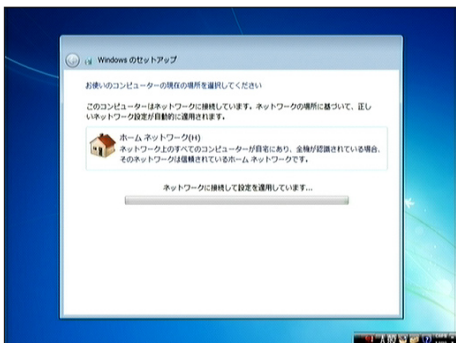 Windows のセットアップ
お使いのコンピューターの現在の場所を選択してください
このコンピューターはネットワークに接続しています。ネットワークの場所に基づいて、正し
いネットワーク設定が自動的に適用されます。
ホーム ネットワーク(H)
ネットワーク上のすべてのコンピューターが自宅にあり、全機が認識されている場合、
そのネットワークは信頼されているホーム ネットワークです。
ネットワークに接続して設定を適用しています...
A 般